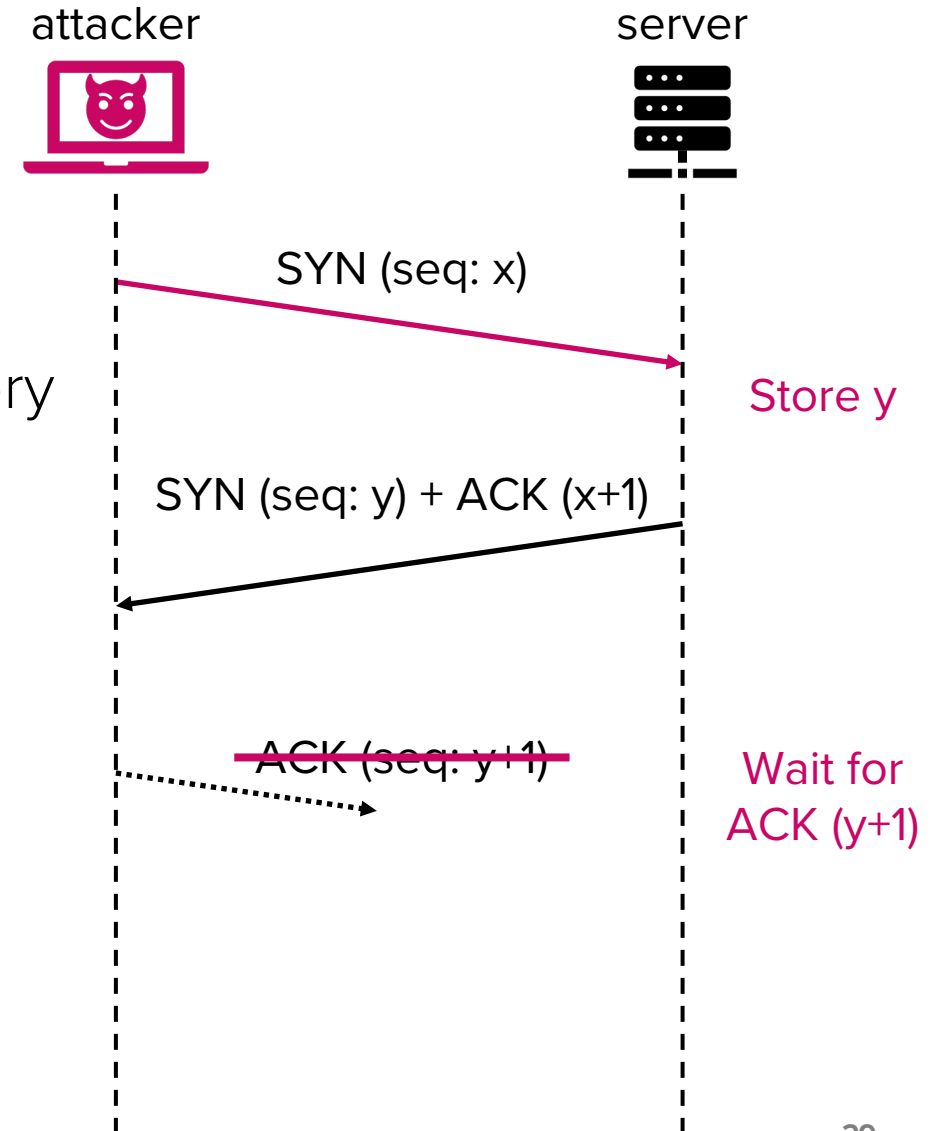 attacker
server
SYN (seq: x)
ry
Store y
SYN (seq: y) + ACK (x+1)
ACK (seq: y+1)
Wait for
ACK (y+1)